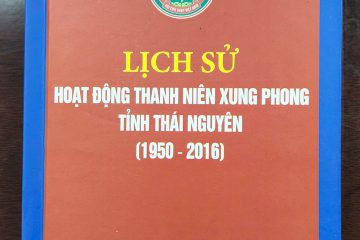 LỊCH SỬ
HOẠT ĐỘNG THANH NIÊN XUNG PHONG
TỈNH THÁI NGUYÊN
(1950 - 2016)